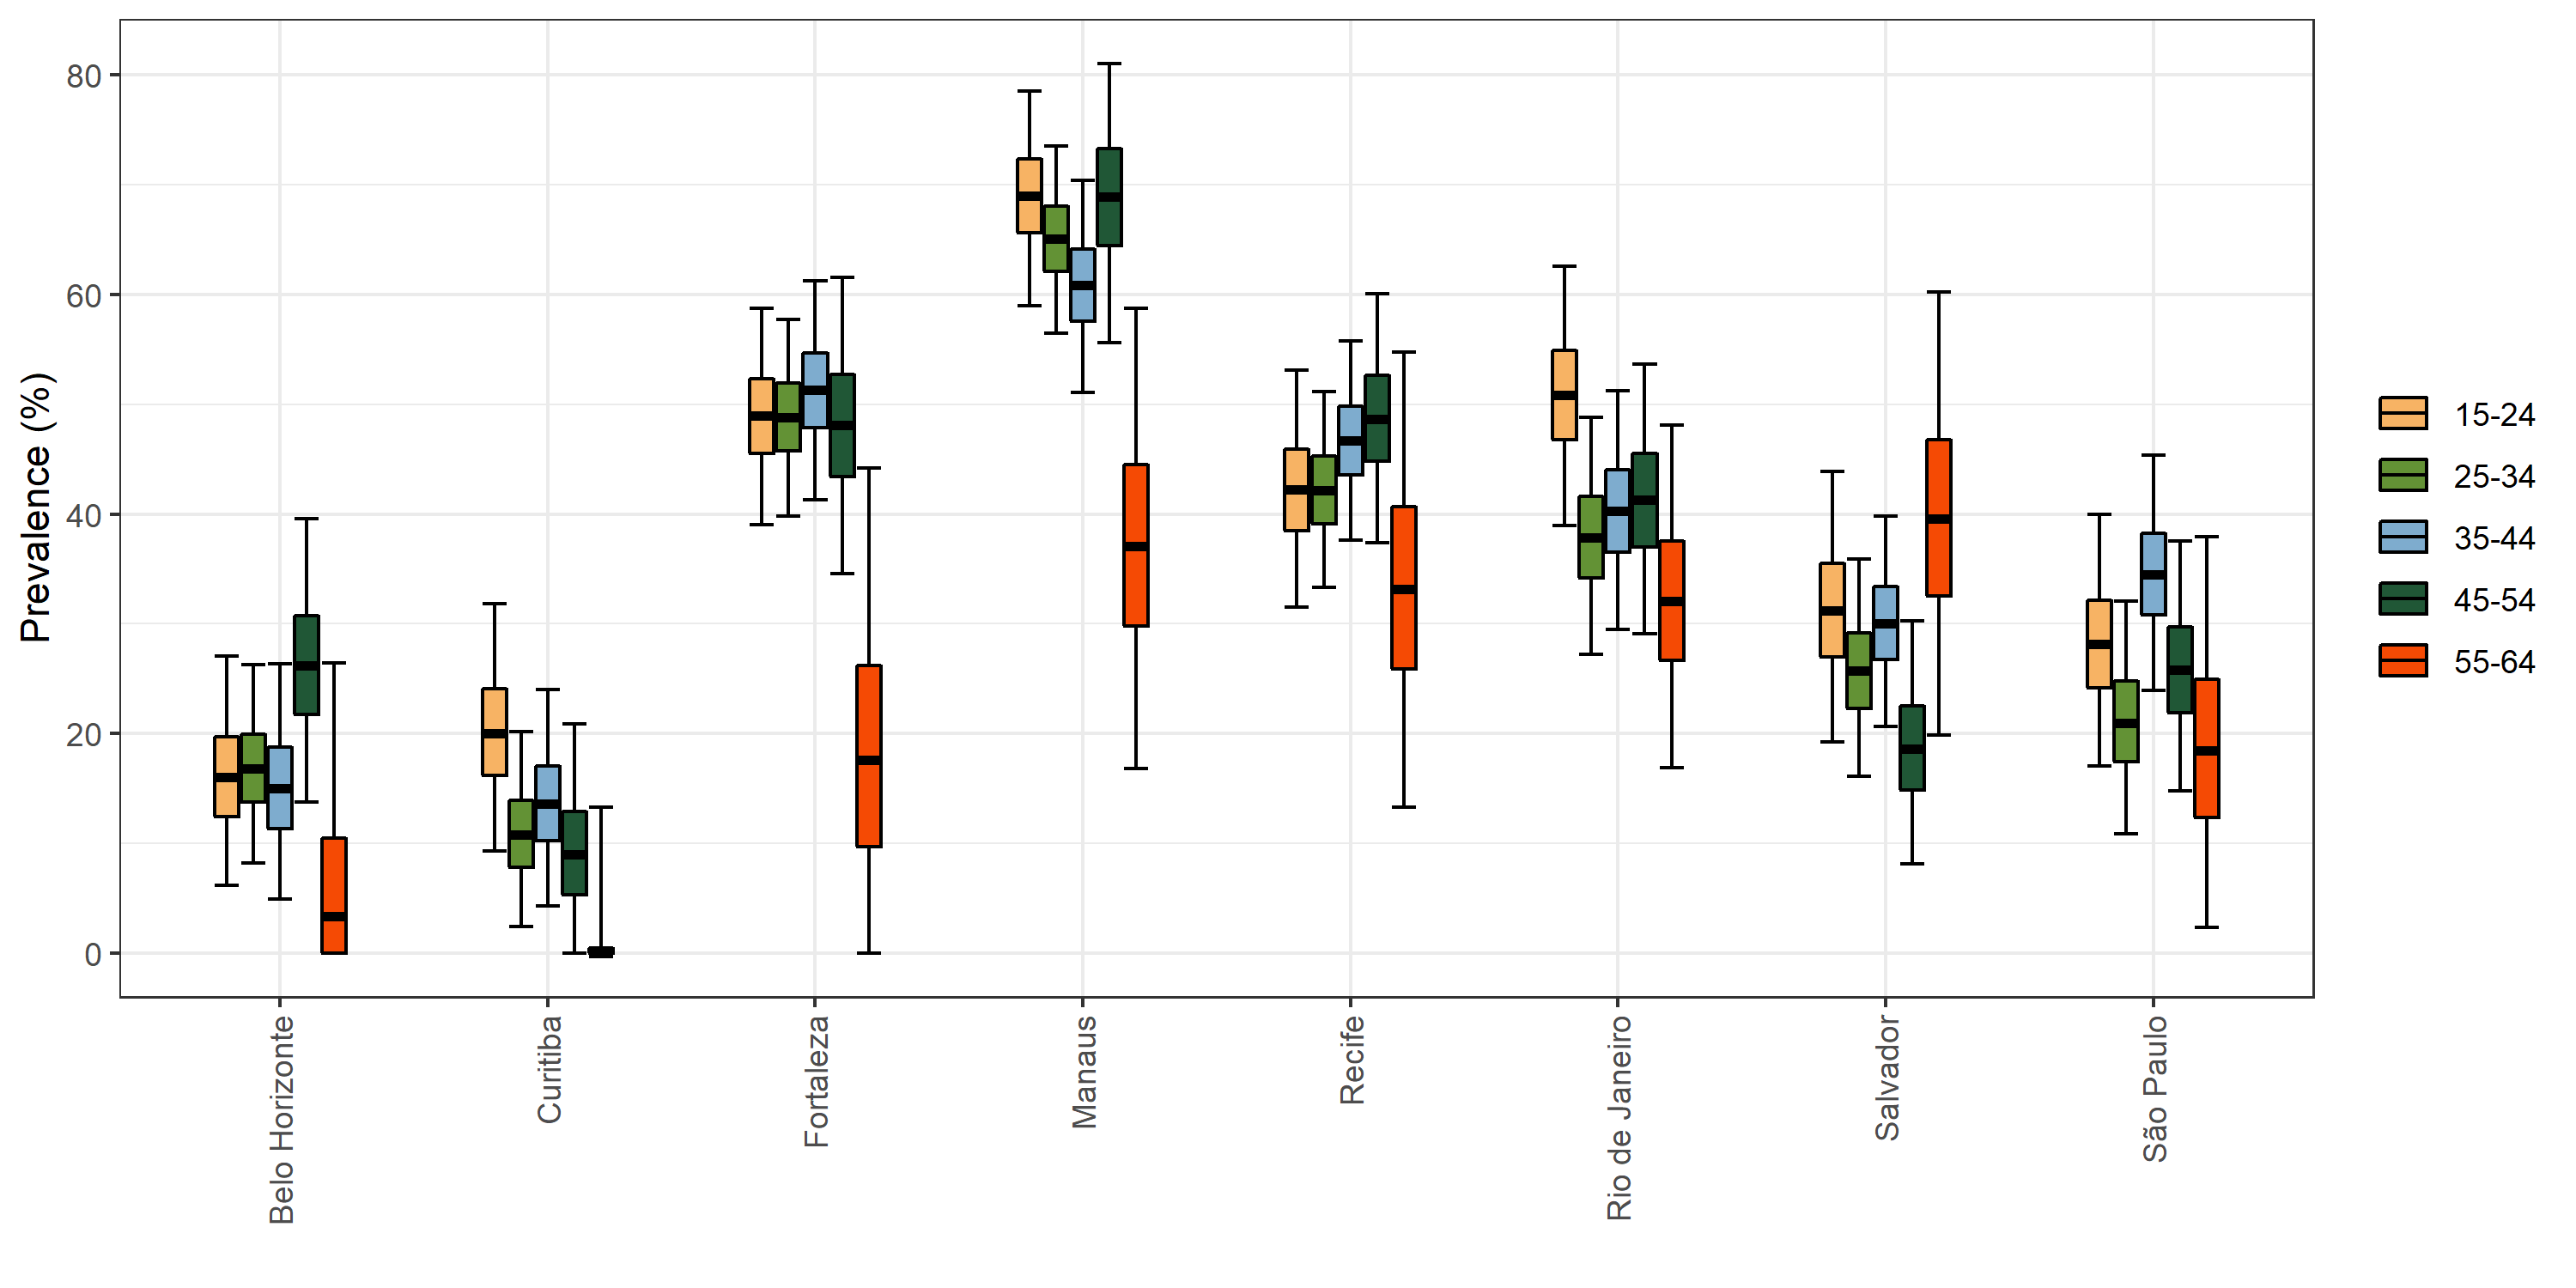 Prevalence (%)
80
60
40
20
0
Belo Horizonte
Curitiba
Fortaleza
Manaus
Recife
Rio de Janeiro
Salvador
São Paulo
15-24
25-34
35-44
45-54
55-64